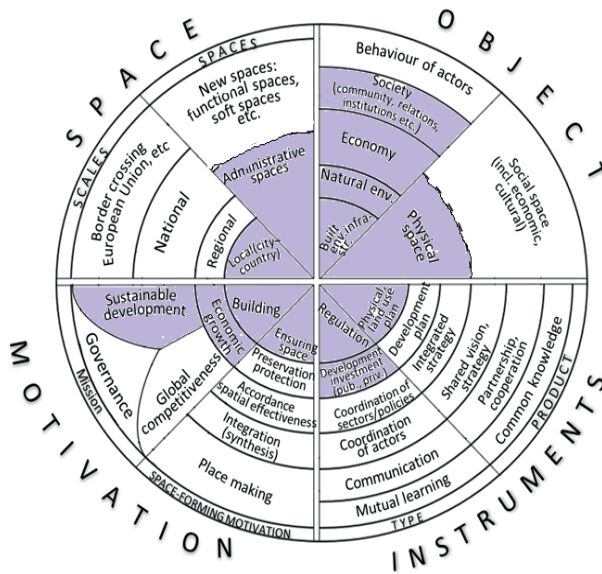 SPACE
OBJECT
MOTIVATION
INSTRUMENTS
SPACES
New spaces:
functional spaces,
soft spaces
etc.
Administrative
spaces
SCALES
Border crossing
European Union, etc
National
Regional
Local(city-
country)
Behaviour of actors
Society
(community, relations,
institutions etc.)
Economy
Natural env.
Built
env. infra-
st.
Physical
space
Social space
(incl. economic,
cultural)
Sustainable
development
Governance
Mission
Global
competitiveness
Economic
growth
Building
Ensuring
space
Preservation
protection
Accordance
spatial effectiveness
Integration
(synthesis)
Place making
SPACE-FORMING MOTIVATION
Regulation
Physical
land use
plan
Development
plan
Integrated
strategy
Shared vision,
strategy
Partnership,
cooperation
Common knowledge
PRODUCT
Development
investment
(pub., priv.)
Coordination of
sectors/policies
Coordination
of actors
Communication
Mutual learning
TYPE